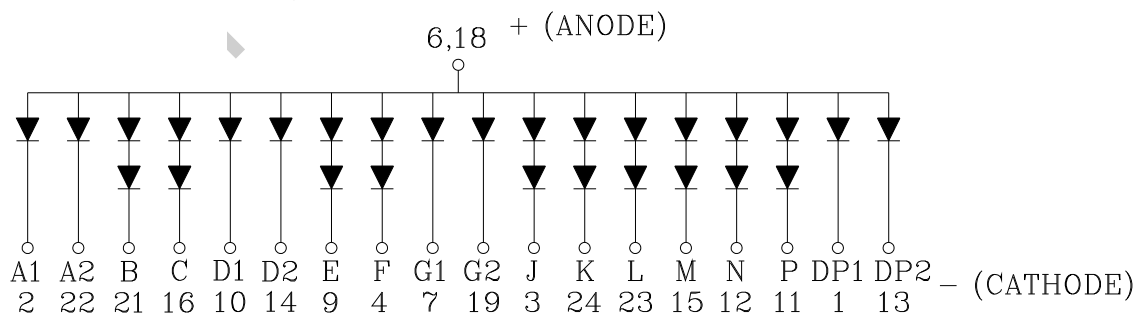 6,18 + (ANODE)
A1 A2 B C D1 D2 E F G1 G2 J K L M N P DP1 DP2 – (CATHODE)
2 22 21 16 10 14 9 4 7 19 3 24 23 15 12 11 1 13